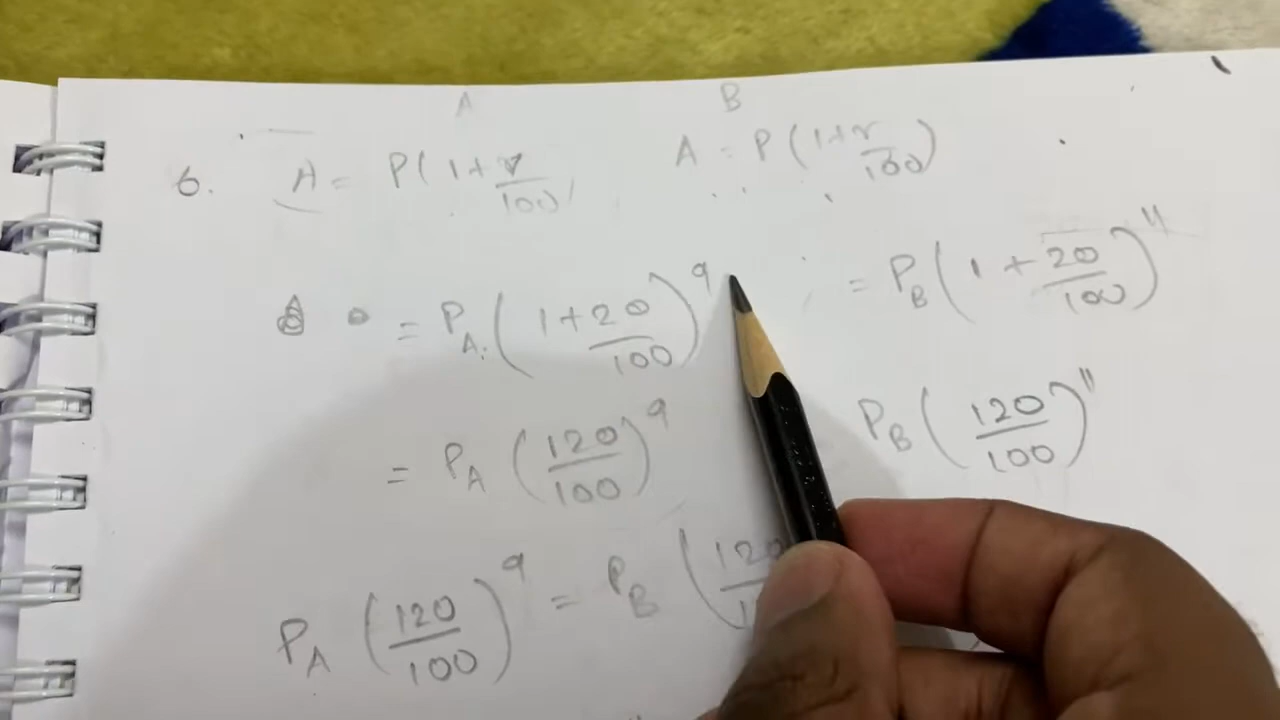 A B
6. A = P(1+r/100) A = P(1+r/100)
= P_A (1+20/100)^9 = P_B (1+20/100)^11
= P_A (120/100)^9 P_B (120/100)^11
P_A (120/100)^9 = P_B (120